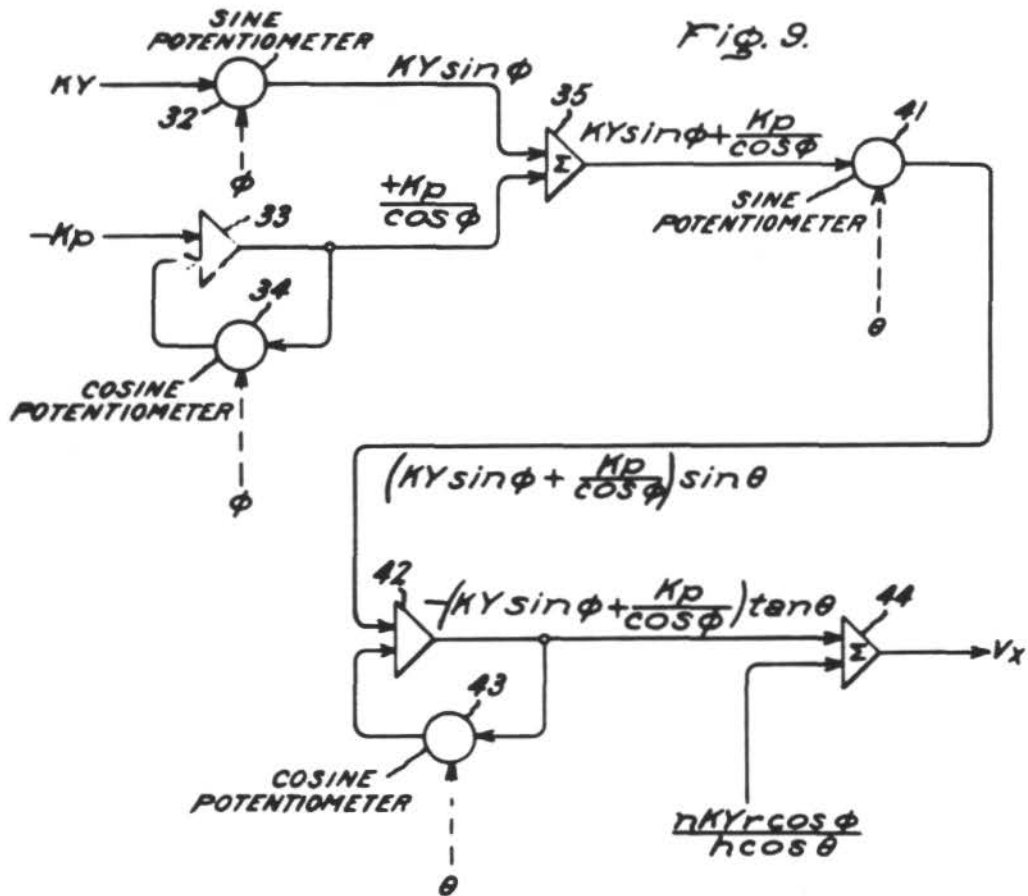 SINE
POTENTIOMETER
Fig. 9.
KY
KY sin ϕ
32
35
41
KY sin ϕ + Kp/cos ϕ
ϕ
+Kp/cos ϕ
SINE
POTENTIOMETER
33
-Kp
Σ
34
θ
COSINE
POTENTIOMETER
ϕ
(KY sin ϕ + Kp/cos ϕ) sin θ
42
-(KY sin ϕ + Kp/cos ϕ) tan θ
44
Σ
Vx
43
COSINE
POTENTIOMETER
nKYr cos ϕ/h cos θ
θ